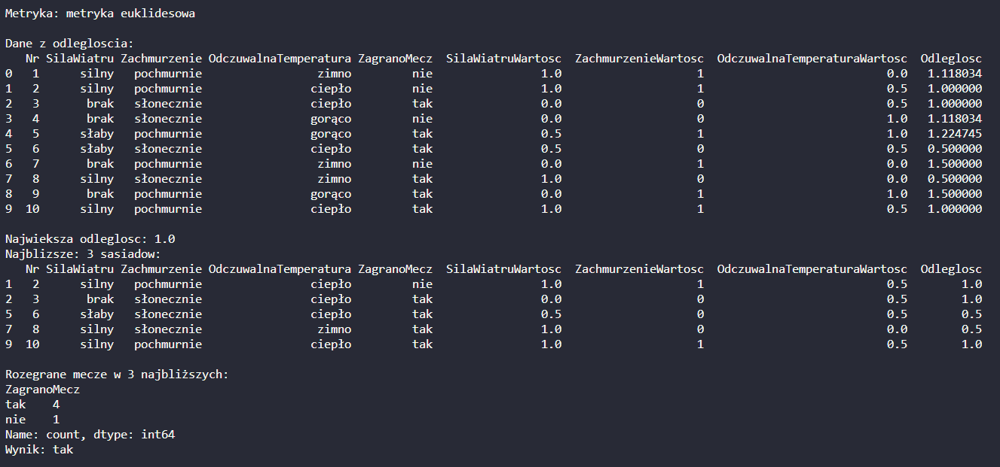 Metryka: metryka euklidesowa
Dane z odlegloscia:
Nr SilaWiatru Zachmurzenie OdczuwalnaTemperatura ZagranoMecz SilaWiatruWartosc ZachmurzenieWartosc OdczuwalnaTemperaturaWartosc Odleglosc
0 1 silny pochmurnie zimno nie 1.0 1 0.0 1.118034
1 2 silny pochmurnie ciepło nie 1.0 1 0.5 1.000000
2 3 brak słonecznie ciepło tak 0.0 0 0.5 1.000000
3 4 brak słonecznie gorąco nie 0.0 0 1.0 1.118034
4 5 słaby pochmurnie gorąco tak 0.5 1 1.0 1.224745
5 6 słaby słonecznie ciepło tak 0.5 0 0.5 0.500000
6 7 brak pochmurnie zimno nie 0.0 1 0.0 1.500000
7 8 silny słonecznie zimno tak 1.0 0 0.0 0.500000
8 9 brak pochmurnie gorąco tak 0.0 1 1.0 1.500000
9 10 silny pochmurnie ciepło tak 1.0 1 0.5 1.000000
Najwieksza odleglosc: 1.0
Najblizsze: 3 sasiadow:
Nr SilaWiatru Zachmurzenie OdczuwalnaTemperatura ZagranoMecz SilaWiatruWartosc ZachmurzenieWartosc OdczuwalnaTemperaturaWartosc Odleglosc
1 2 silny pochmurnie ciepło nie 1.0 1 0.5 1.0
2 3 brak słonecznie ciepło tak 0.0 0 0.5 1.0
5 6 słaby słonecznie ciepło tak 0.5 0 0.5 0.5
7 8 silny słonecznie zimno tak 1.0 0 0.0 0.5
9 10 silny pochmurnie ciepło tak 1.0 1 0.5 1.0
Rozegrane mecze w 3 najbliższych:
ZagranoMecz
tak 4
nie 1
Name: count, dtype: int64
Wynik: tak